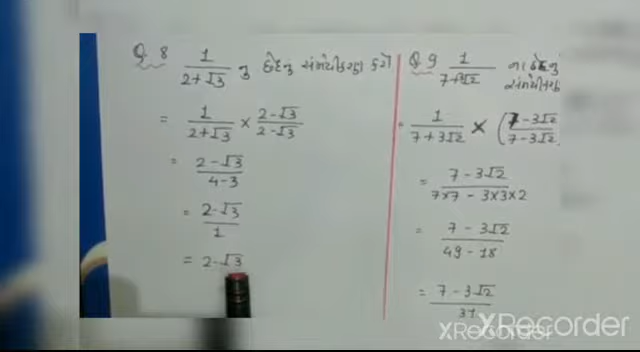 Q. 8 1/(2+√3) નું છેદનું સંમેયીકરણ કરો
= 1/(2+√3) × (2-√3)/(2-√3)
= (2-√3)/(4-3)
= (2-√3)/1
= 2-√3
Q 9 1/(7+3√2) ના છેદનું
= 1/(7+3√2) × (7-3√2)/(7-3√2)
= (7-3√2)/(7×7-3×3×2)
= (7-3√2)/(49-18)
= (7-3√2)/31
XRecorder
XRecorder